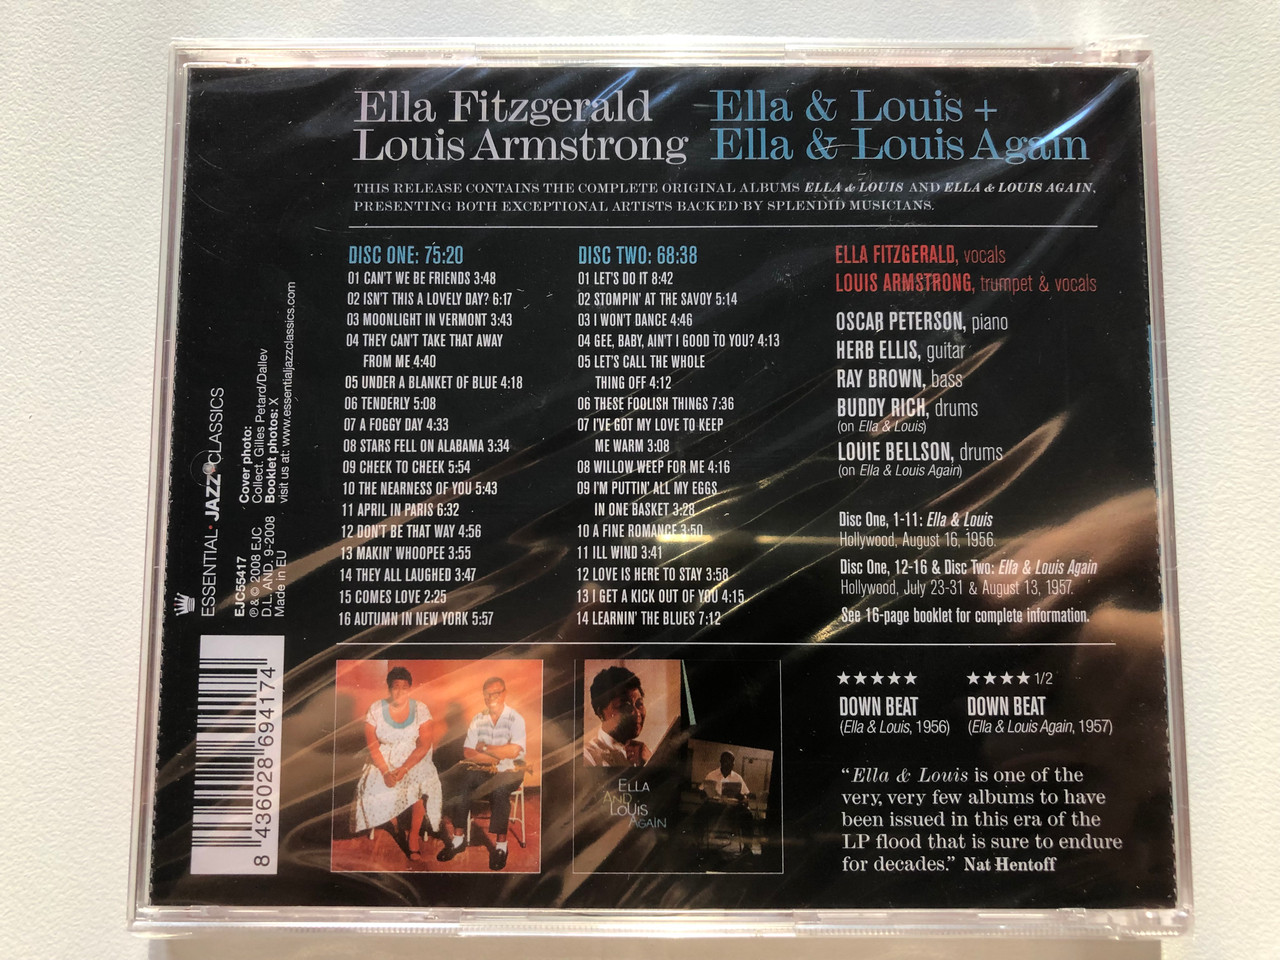 Ella Fitzgerald
Louis Armstrong
Ella & Louis +
Ella & Louis Again
THIS RELEASE CONTAINS THE COMPLETE ORIGINAL ALBUMS ELLA & LOUIS AND ELLA & LOUIS AGAIN,
PRESENTING BOTH EXCEPTIONAL ARTISTS BACKED BY SPLENDID MUSICIANS.
DISC ONE: 75:20
01 CAN'T WE BE FRIENDS 3:48
02 ISN'T THIS A LOVELY DAY? 6:17
03 MOONLIGHT IN VERMONT 3:43
04 THEY CAN'T TAKE THAT AWAY
FROM ME 4:40
05 UNDER A BLANKET OF BLUE 4:18
06 TENDERLY 5:08
07 A FOGGY DAY 4:33
08 STARS FELL ON ALABAMA 3:34
09 CHEEK TO CHEEK 5:54
10 THE NEARNESS OF YOU 5:43
11 APRIL IN PARIS 6:32
12 DON'T BE THAT WAY 4:56
13 MAKIN' WHOOPEE 3:55
14 THEY ALL LAUGHED 3:47
15 COMES LOVE 2:25
16 AUTUMN IN NEW YORK 5:57
DISC TWO: 68:38
01 LET'S DO IT 8:42
02 STOMPIN' AT THE SAVOY 5:14
03 I WON'T DANCE 4:46
04 GEE, BABY, AIN'T I GOOD TO YOU? 4:13
05 LET'S CALL THE WHOLE
THING OFF 4:12
06 THESE FOOLISH THINGS 7:36
07 I'VE GOT MY LOVE TO KEEP
ME WARM 3:08
08 WILLOW WEEP FOR ME 4:16
09 I'M PUTTIN' ALL MY EGGS
IN ONE BASKET 3:28
10 A FINE ROMANCE 3:50
11 ILL WIND 3:41
12 LOVE IS HERE TO STAY 3:58
13 I GET A KICK OUT OF YOU 4:15
14 LEARNIN' THE BLUES 7:12
ELLA FITZGERALD, vocals
LOUIS ARMSTRONG, trumpet & vocals
OSCAR PETERSON, piano
HERB ELLIS, guitar
RAY BROWN, bass
BUDDY RICH, drums
(on Ella & Louis)
LOUIE BELLSON, drums
(on Ella & Louis Again)
Disc One, 1-11: Ella & Louis
Hollywood, August 16, 1956.
Disc One, 12-16 & Disc Two: Ella & Louis Again
Hollywood, July 23-31 & August 13, 1957.
See 16-page booklet for complete information.
★★★★★
DOWN BEAT
(Ella & Louis, 1956)
★★★★ 1/2
DOWN BEAT
(Ella & Louis Again, 1957)
"Ella & Louis is one of the
very, very few albums to have
been issued in this era of the
LP flood that is sure to endure
for decades." Nat Hentoff
ELLA
AND
LOUIS
AGAIN
ESSENTIAL · JAZZ CLASSICS
EJC55417
℗ & © 2008 EJC
D.L. AND. 9-2008
Made in EU
Cover photo:
Collect. Gilles Petard/Dallev
Booklet photos: X
visit us at: www.essentialjazzclassics.com
8 436028 694174